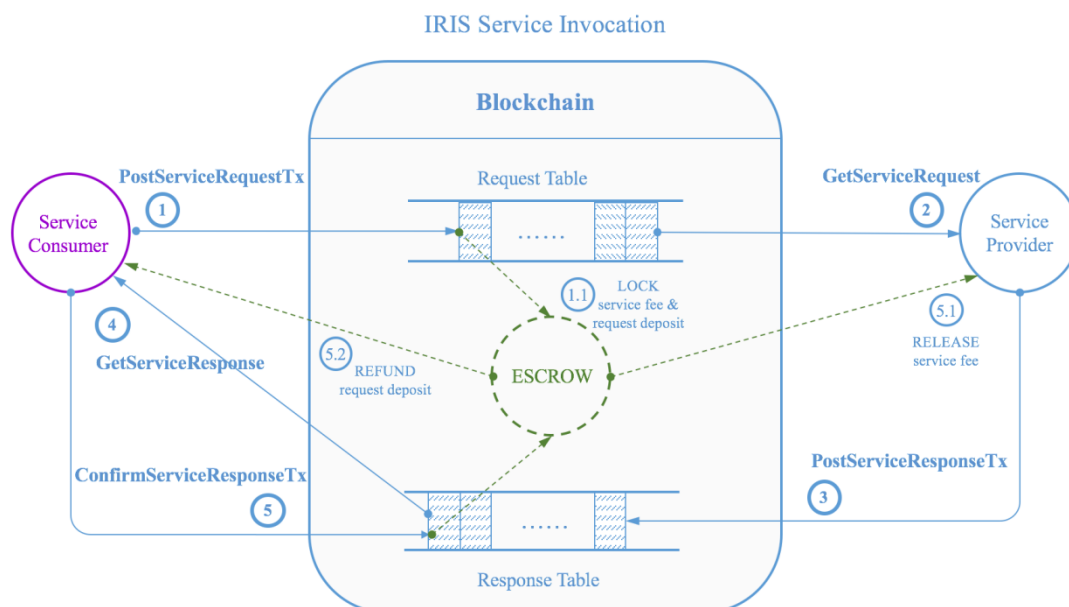 IRIS Service Invocation
Blockchain
PostServiceRequestTx
1
Request Table
GetServiceRequest
2
Service
Consumer
......
Service
Provider
1.1
LOCK
service fee &
request deposit
4
GetServiceResponse
5.2
REFUND
request deposit
ESCROW
5.1
RELEASE
service fee
ConfirmServiceResponseTx
5
PostServiceResponseTx
3
......
Response Table